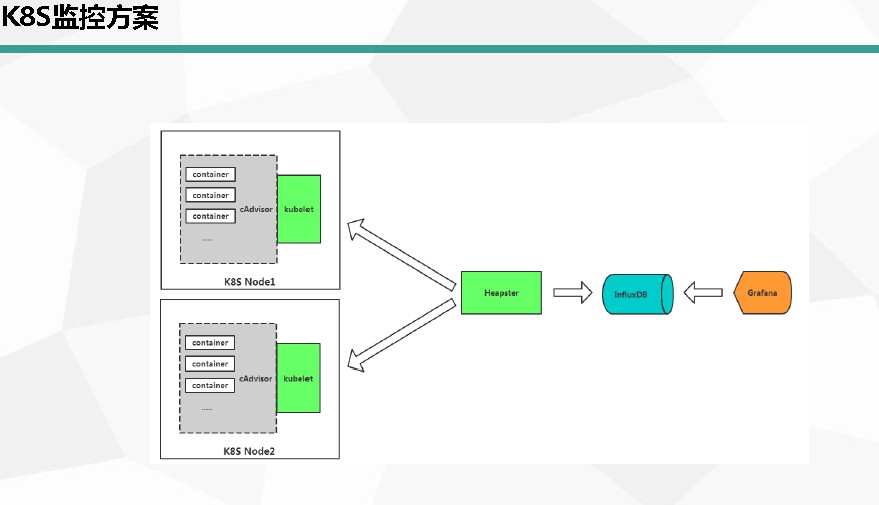 K8S监控方案
container
container
container
cAdvisor
kubelet
.....
K8S Node1
container
container
container
cAdvisor
kubelet
.....
K8S Node2
Heapster
InfluxDB
Grafana